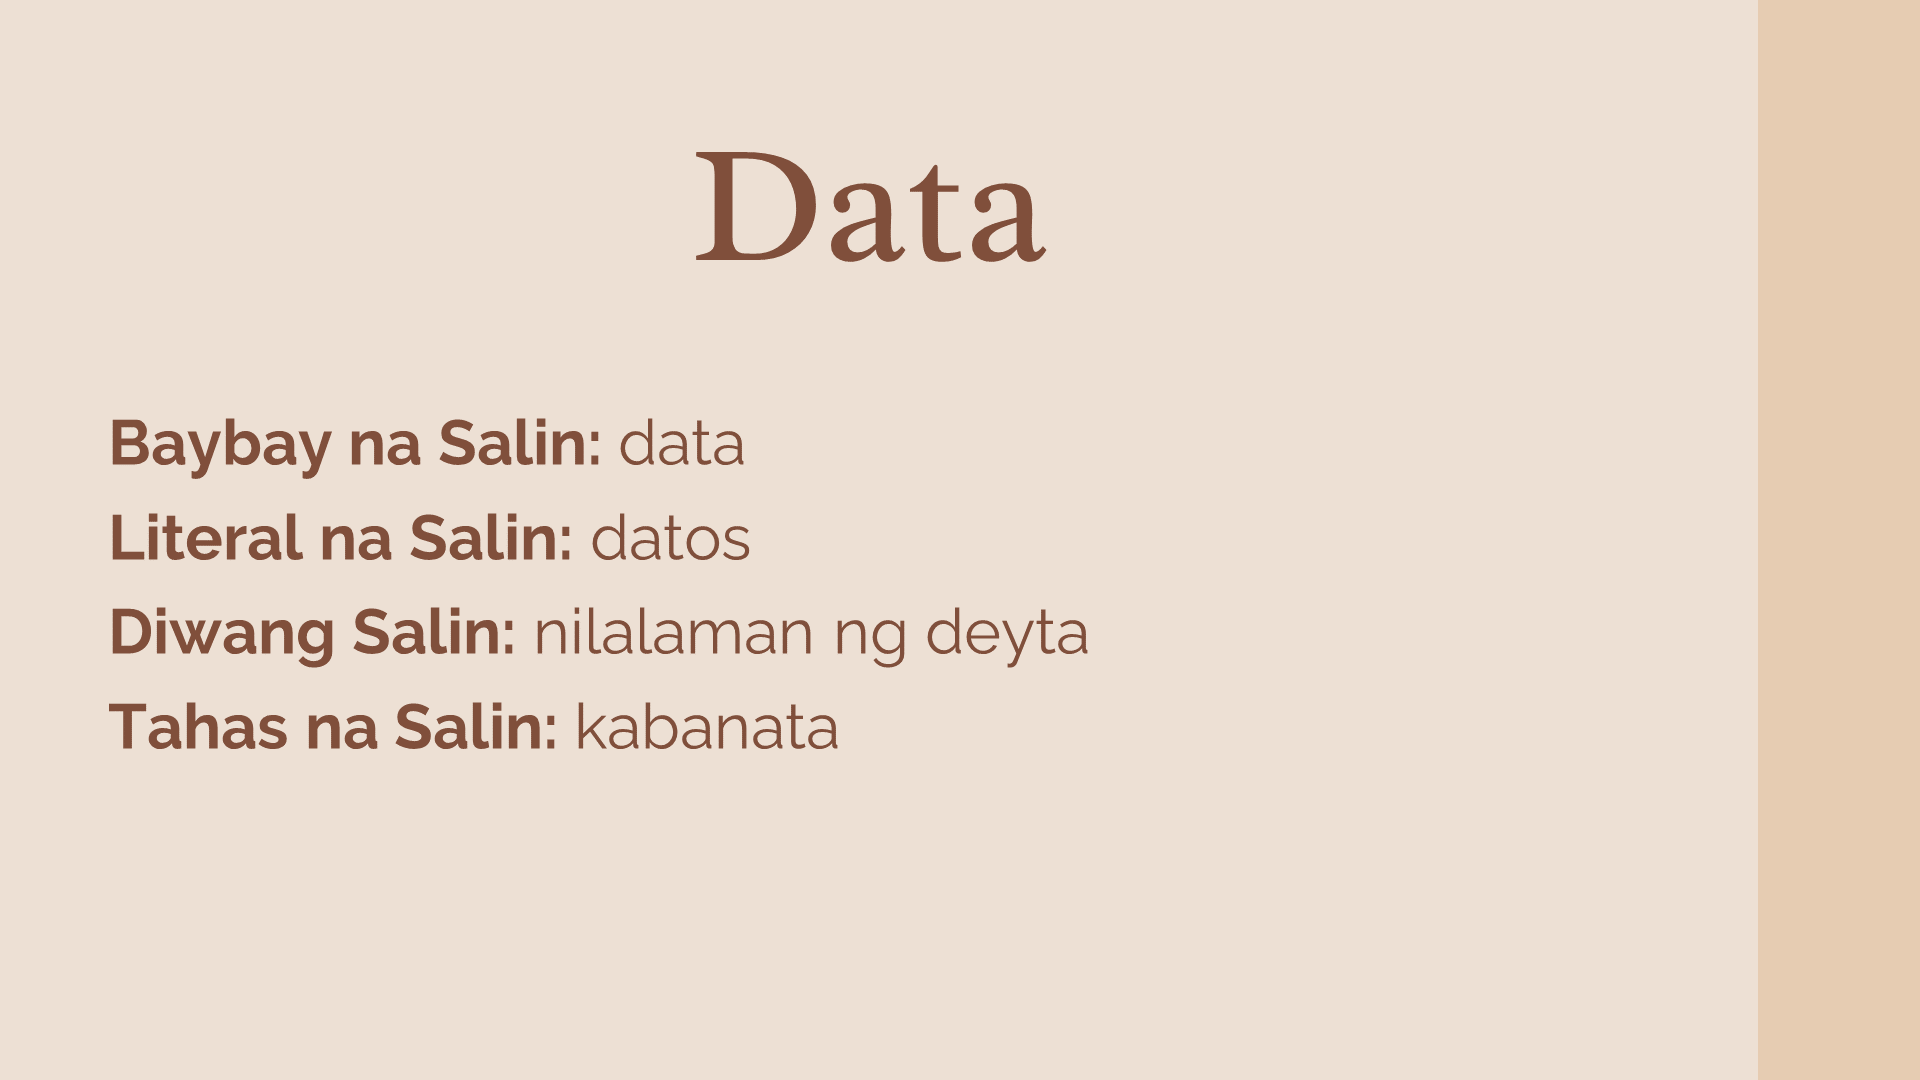 Data
Baybay na Salin: data
Literal na Salin: datos
Diwang Salin: nilalaman ng deyta
Tahas na Salin: kabanata